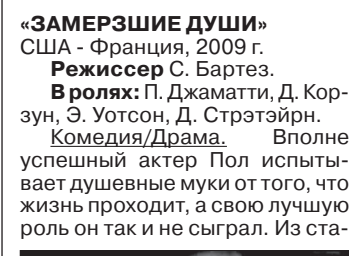 «ЗАМЕРЗШИЕ ДУШИ»
США - Франция, 2009 г.
Режиссер С. Бартез.
В ролях: П. Джаматти, Д. Кор-
зун, Э. Уотсон, Д. Стрэтэйрн.
Комедия/Драма. Вполне
успешный актер Пол испыты-
вает душевные муки от того, что
жизнь проходит, а свою лучшую
роль он так и не сыграл. Из ста-